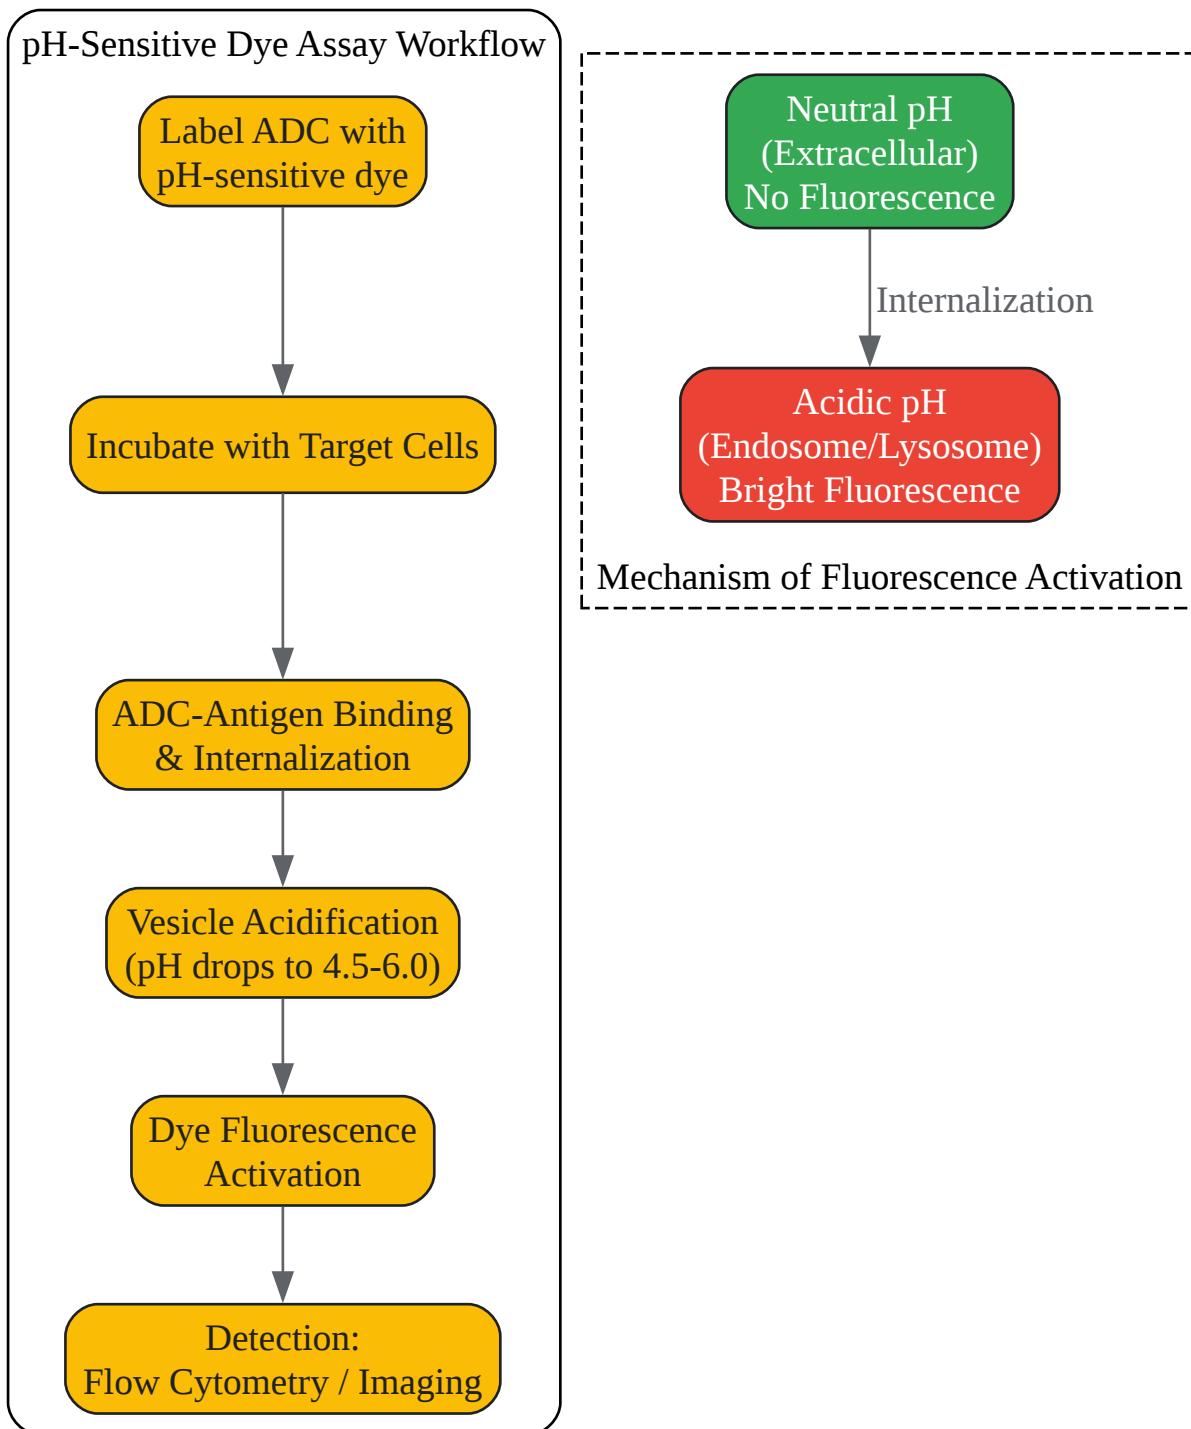 pH-Sensitive Dye Assay Workflow
Label ADC with
pH-sensitive dye
Incubate with Target Cells
ADC-Antigen Binding
& Internalization
Vesicle Acidification
(pH drops to 4.5-6.0)
Dye Fluorescence
Activation
Detection:
Flow Cytometry / Imaging
Neutral pH
(Extracellular)
No Fluorescence
Internalization
Acidic pH
(Endosome/Lysosome)
Bright Fluorescence
Mechanism of Fluorescence Activation